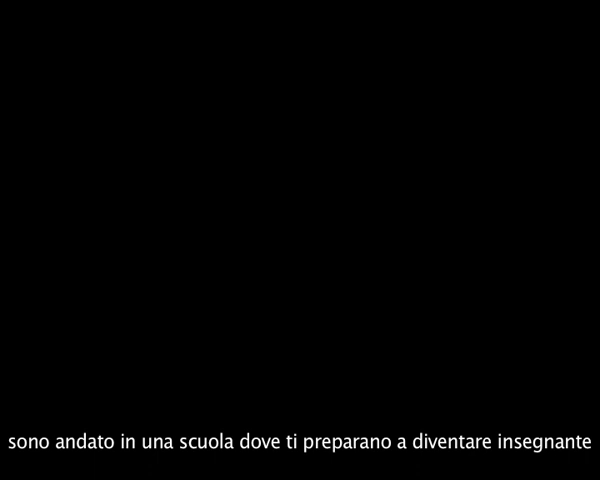 sono andato in una scuola dove ti preparano a diventare insegnante